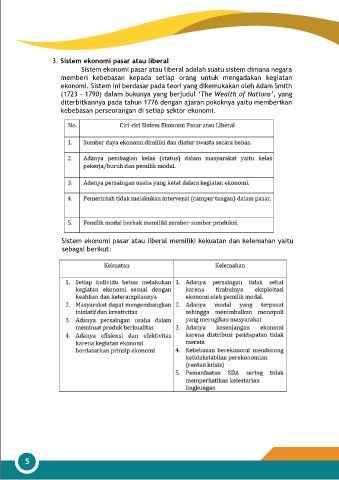 3. Sistem ekonomi pasar atau liberal
Sistem ekonomi pasar atau liberal adalah suatu sistem dimana negara
memberi kebebasan kepada setiap orang untuk mengadakan kegiatan
ekonomi. Sistem ini berdasar pada teori yang dikemukakan oleh Adam Smith
(1723 - 1790) dalam bukunya yang berjudul ‘The Wealth of Nations’, yang
diterbitkannya pada tahun 1776 dengan ajaran pokoknya yaitu memberikan
kebebasan perseorangan di setiap sektor ekonomi.
No. Ciri-ciri Sistem Ekonomi Pasar atau Liberal
1. Sumber daya ekonomi dimiliki dan diatur swasta secara bebas.
2. Adanya pembagian kelas (status) dalam masyarakat yaitu kelas
pekerja/buruh dan pemilik modal.
3. Adanya persaingan usaha yang ketat dalam kegiatan ekonomi.
4. Pemerintah tidak melakukan intervensi (campur tangan) dalam pasar.
5. Pemilik modal berhak memiliki sumber-sumber produksi.
Sistem ekonomi pasar atau liberal memiliki kekuatan dan kelemahan yaitu
sebagai berikut:
Kekuatan
1. Setiap individu bebas melakukan
kegiatan ekonomi sesuai dengan
keahlian dan keterampilannya
2. Masyarakat dapat mengembangkan
inisiatif dan kreativitas
3. Adanya persaingan usaha dalam
membuat produk berkualitas
4. Adanya efisiensi dan efektivitas
karena kegiatan ekonomi
berdasarkan prinsip ekonomi
Kelemahan
1. Adanya persaingan tidak sehat
karena timbulnya eksploitasi
ekonomi oleh pemilik modal.
2. Adanya modal yang terpusat
sehingga menimbulkan monopoli
yang merugikan masyarakat
3. Adanya kesenjangan ekonomi
karena distribusi pendapatan tidak
merata
4. Kebebasan berekonomi mendorong
ketidakstabilan perekonomian
(rentan krisis)
5. Pemanfaatan SDA sering tidak
memperhatikan kelestarian
lingkungan
5